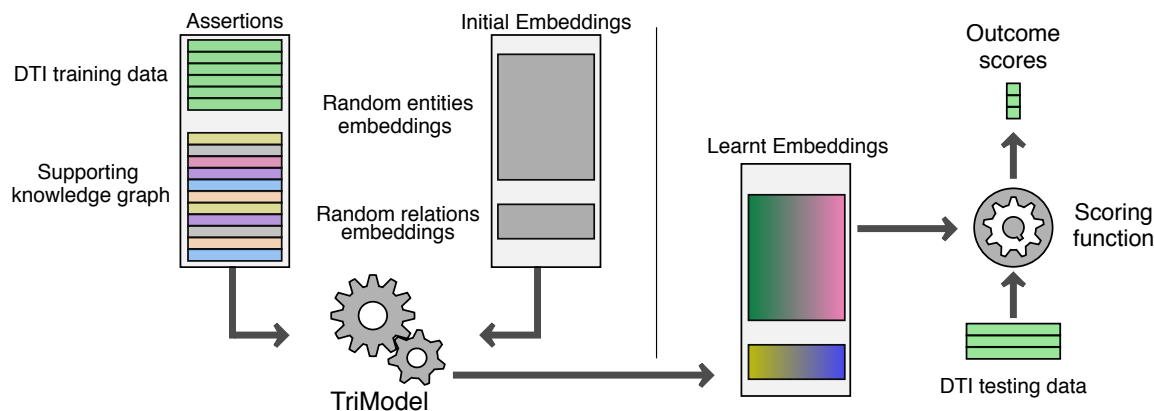 Assertions
DTI training data
Supporting
knowledge graph
Initial Embeddings
Random entities
embeddings
Random relations
embeddings
TriModel
Learnt Embeddings
Outcome
scores
Scoring
function
DTI testing data